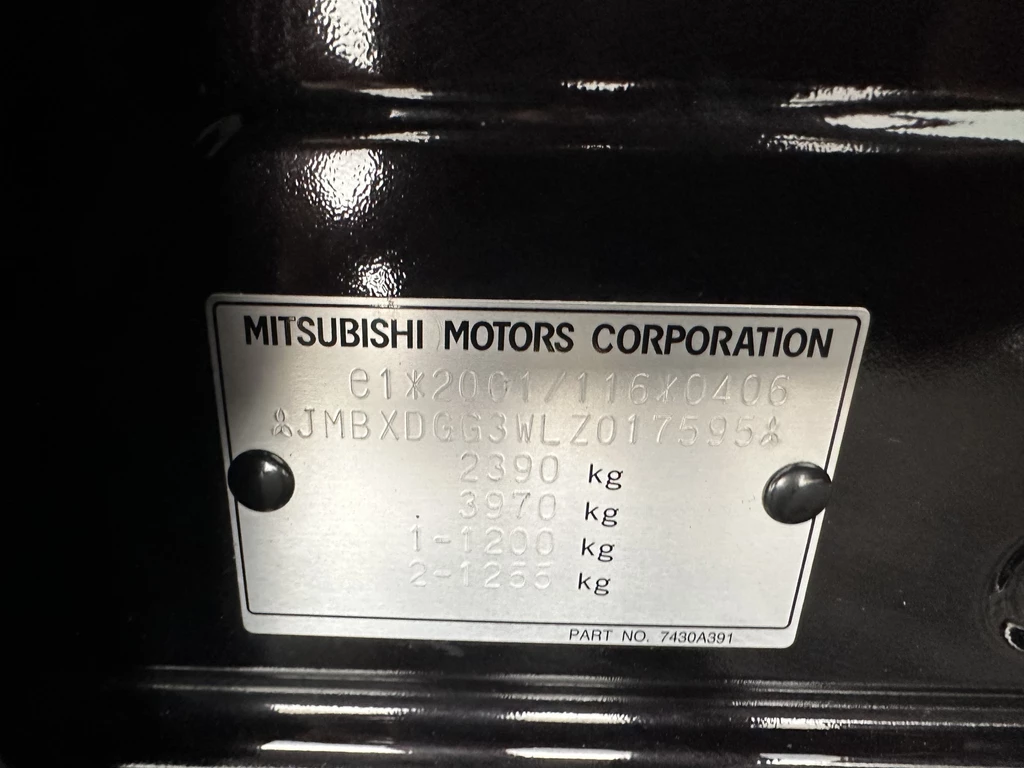 MITSUBISHI MOTORS CORPORATION
e1*2001/116*0406
JMBXDGG3WLZ017595
2390 kg
3970 kg
1-1200 kg
2-1255 kg
PART NO. 7430A391